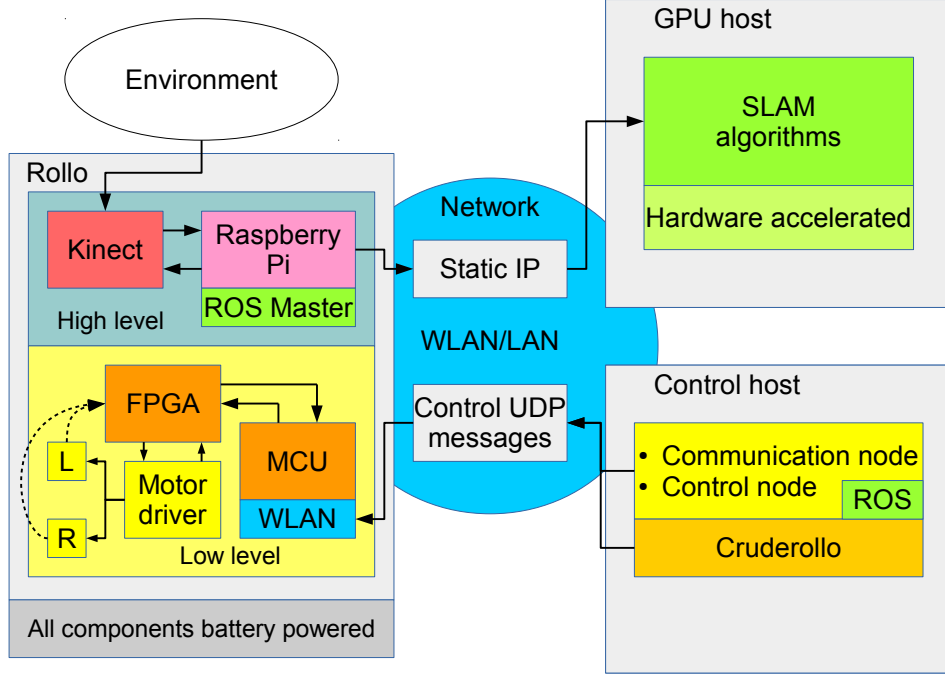 Environment
Rollo
Kinect
Raspberry
Pi
ROS Master
High level
FPGA
L
R
Motor
driver
MCU
WLAN
Low level
All components battery powered
Network
Static IP
WLAN/LAN
Control UDP
messages
GPU host
SLAM
algorithms
Hardware accelerated
Control host
• Communication node
• Control node
ROS
Cruderollo